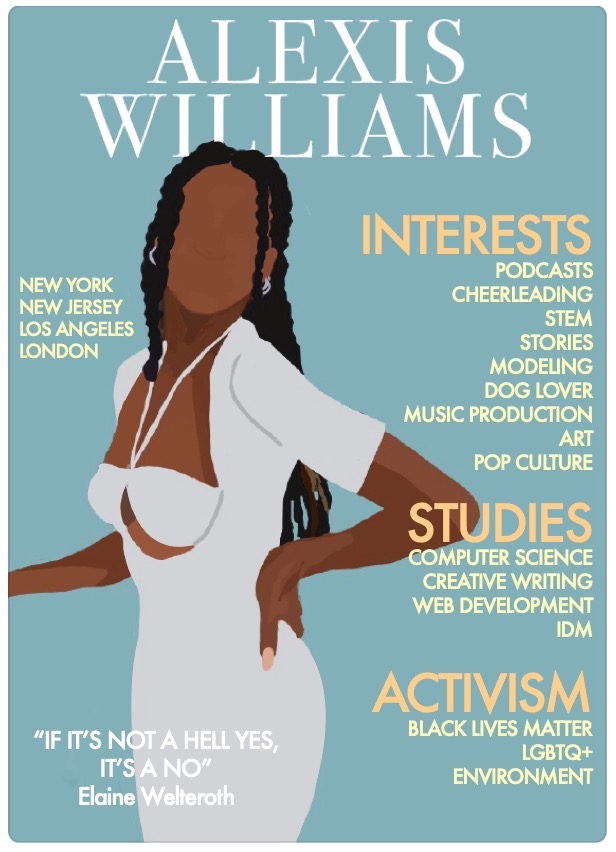 ALEXIS
WILLIAMS
NEW YORK
NEW JERSEY
LOS ANGELES
LONDON
INTERESTS
PODCASTS
CHEERLEADING
STEM
STORIES
MODELING
DOG LOVER
MUSIC PRODUCTION
ART
POP CULTURE
STUDIES
COMPUTER SCIENCE
CREATIVE WRITING
WEB DEVELOPMENT
IDM
ACTIVISM
BLACK LIVES MATTER
LGBTQ+
ENVIRONMENT
“IF IT’S NOT A HELL YES,
IT’S A NO”
Elaine Welteroth